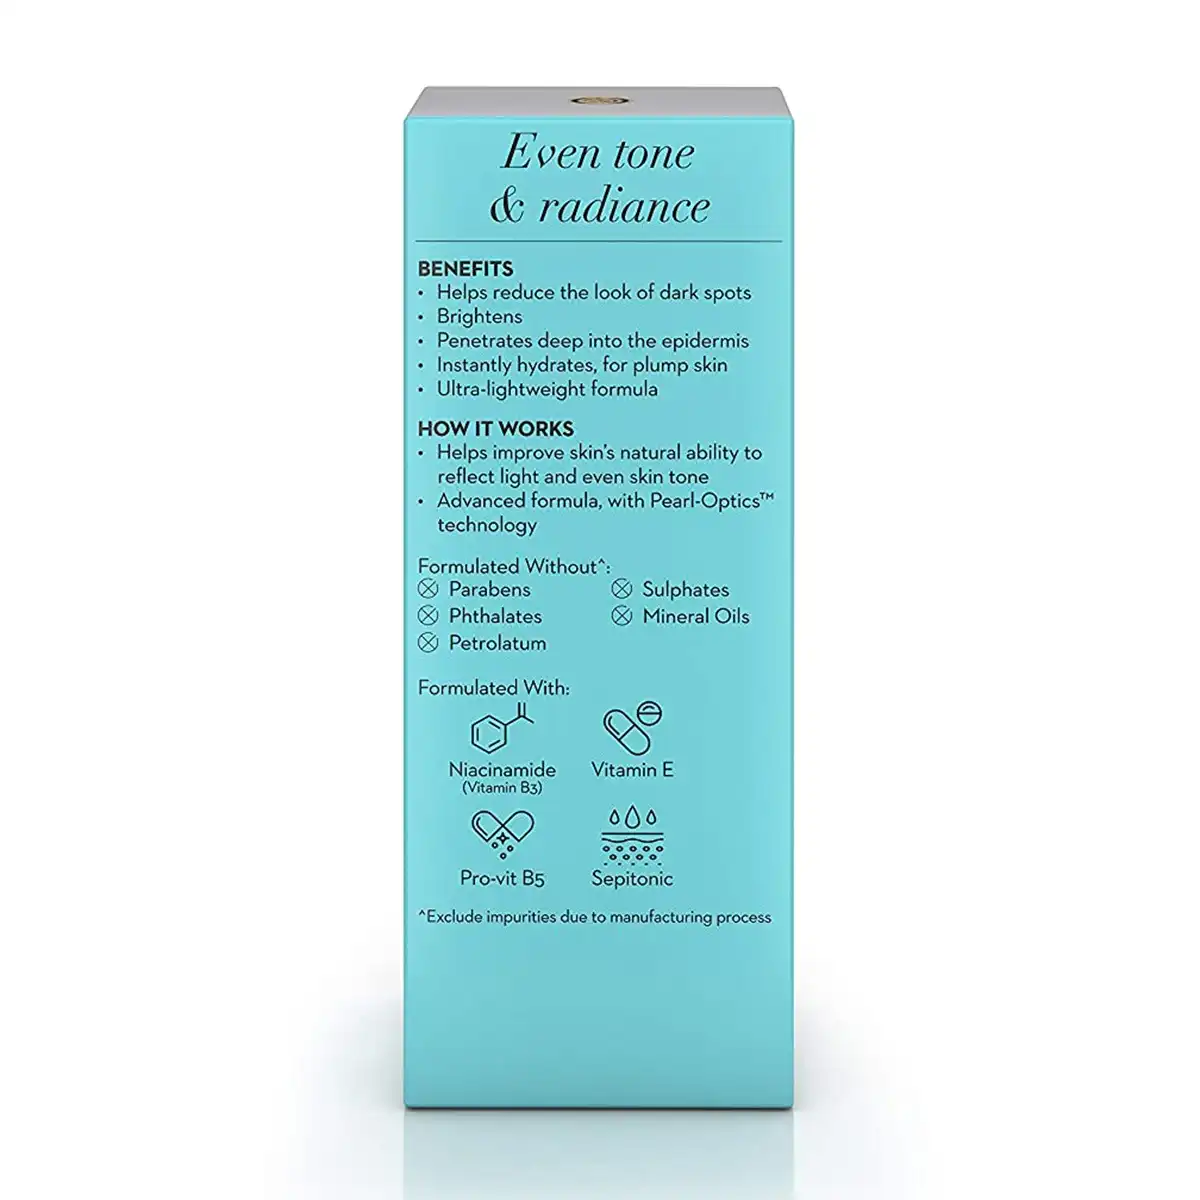 Even tone
& radiance
BENEFITS
• Helps reduce the look of dark spots
• Brightens
• Penetrates deep into the epidermis
• Instantly hydrates, for plump skin
• Ultra-lightweight formula
HOW IT WORKS
• Helps improve skin's natural ability to
reflect light and even skin tone
• Advanced formula, with Pearl-Optics™
technology
Formulated Without^:
Parabens Sulphates
Phthalates Mineral Oils
Petrolatum
Formulated With:
Niacinamide Vitamin E
(Vitamin B3)
Pro-vit B5 Septonic
^Exclude impurities due to manufacturing process